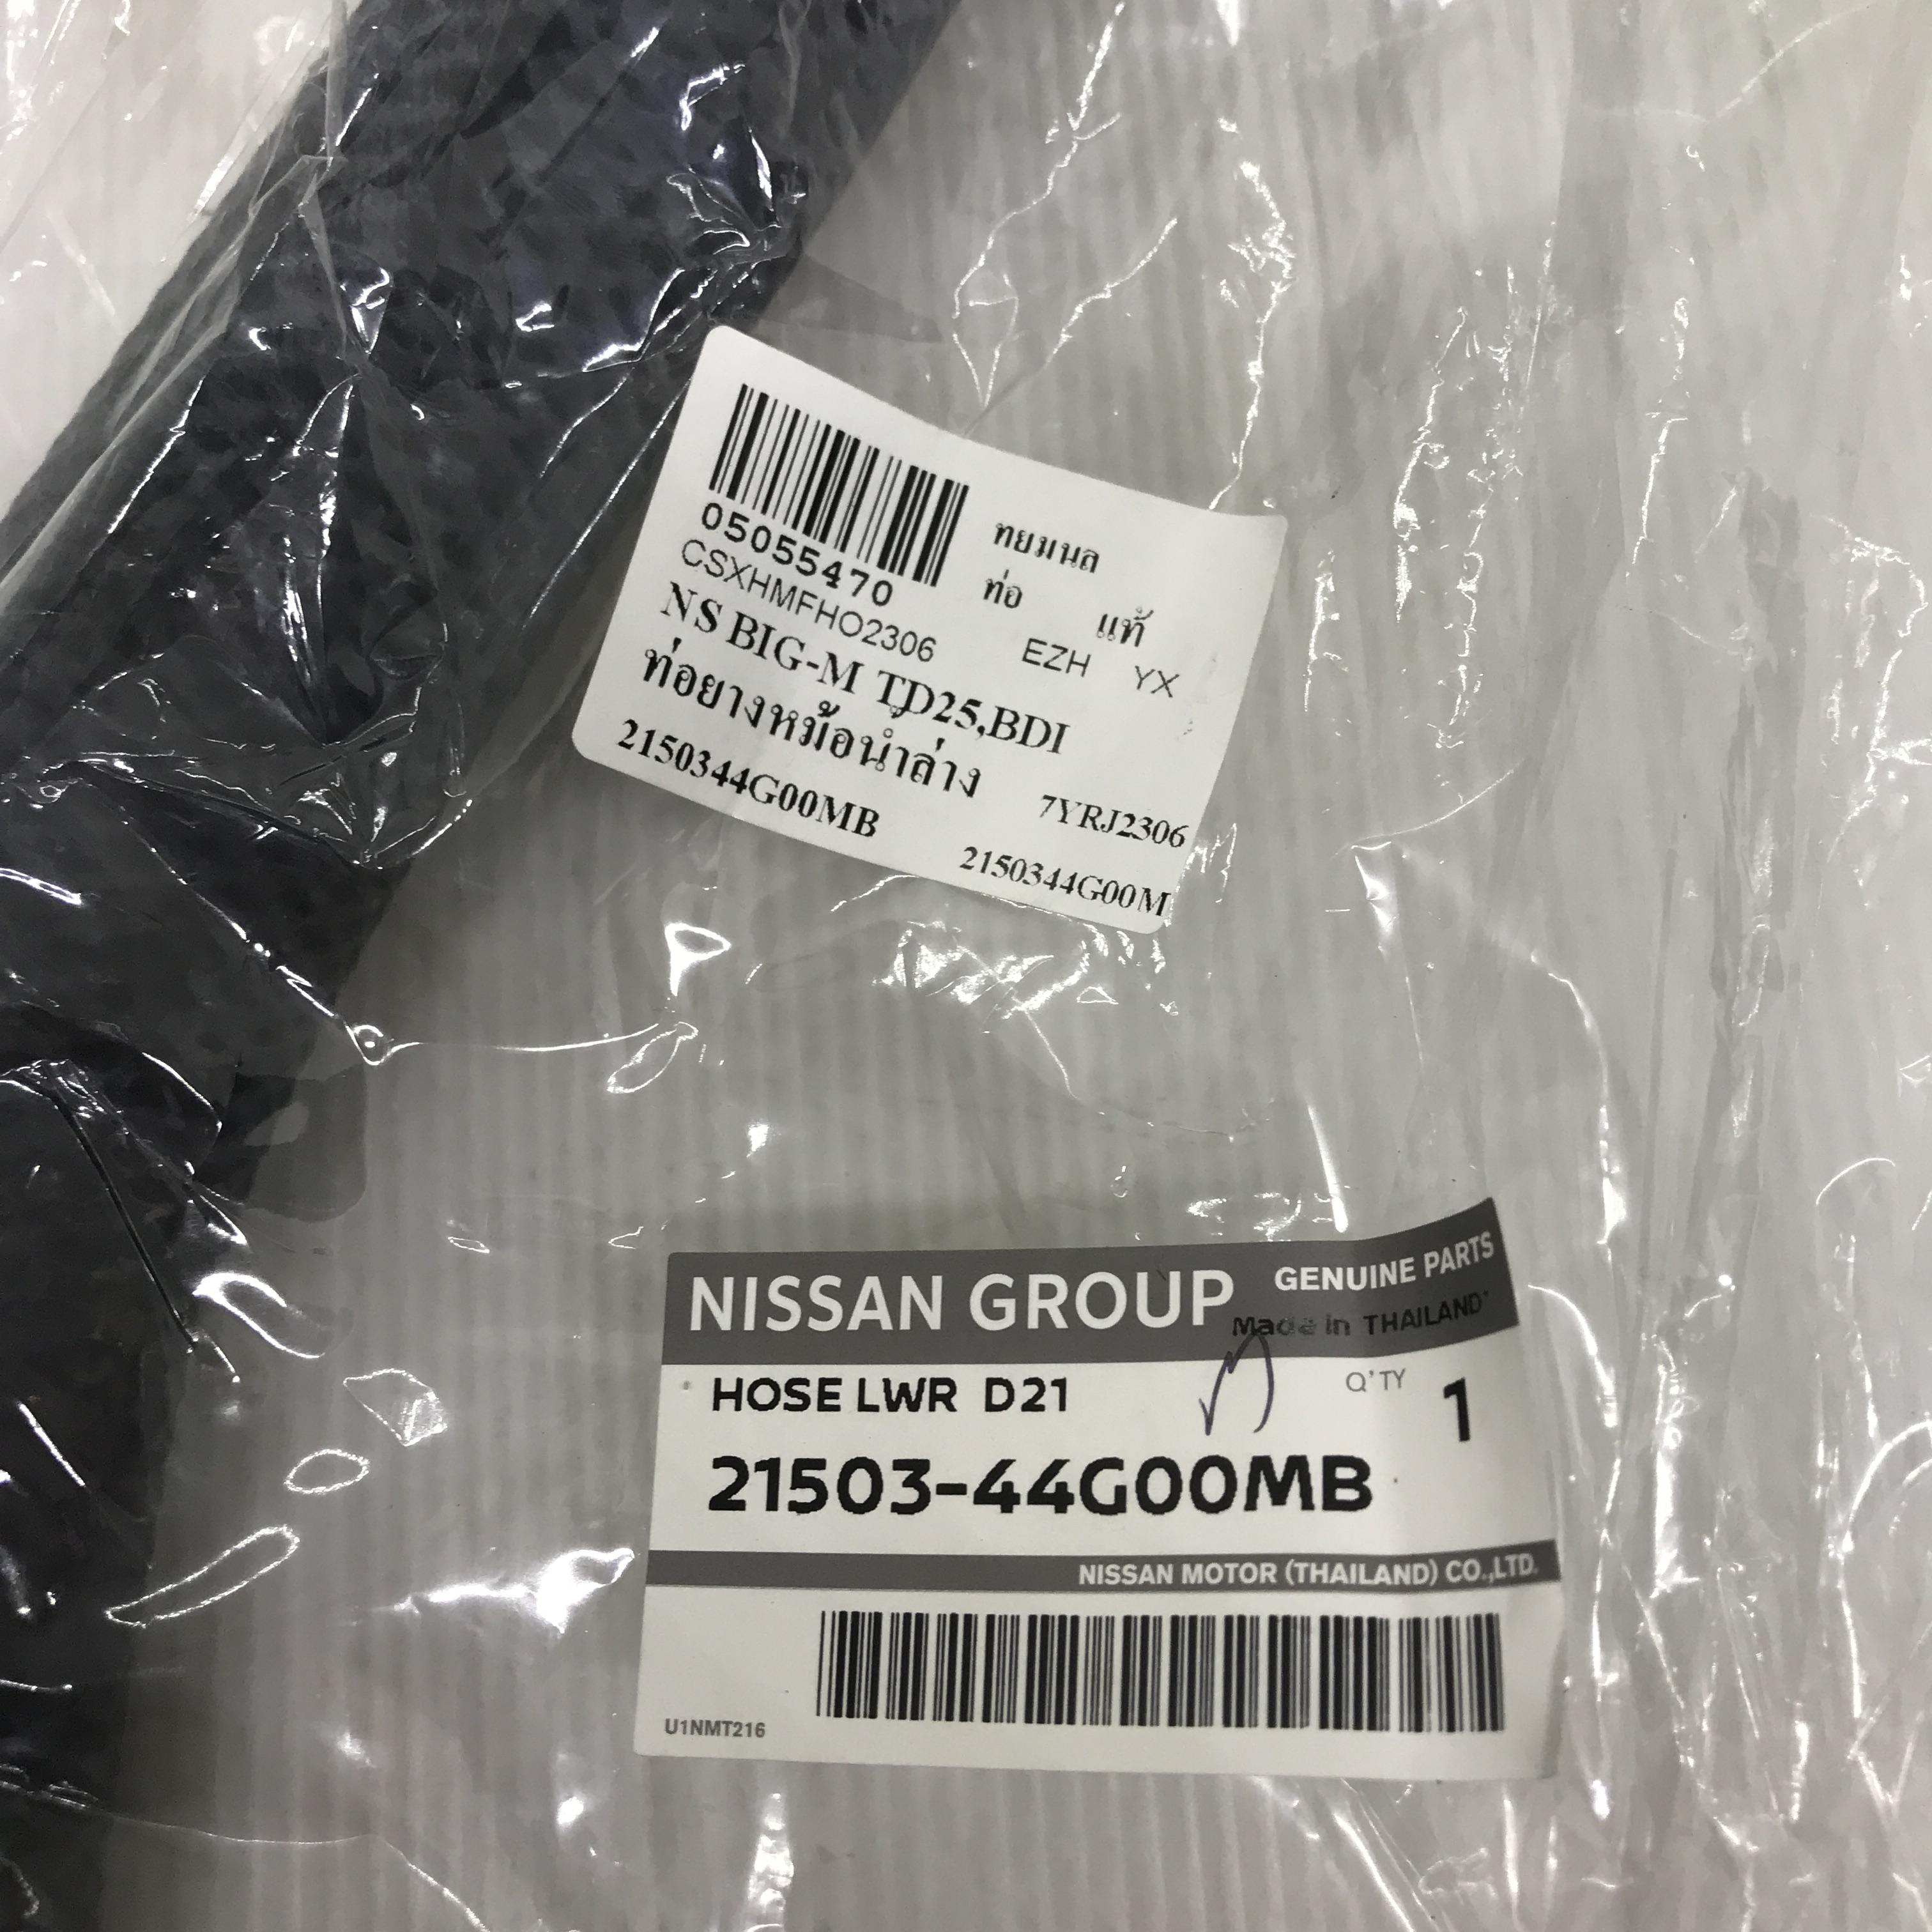 05055470
CSXHMFHO2306
ทยมนล
ท่อ แท้
EZH YX
NS BIG-M TD25,BDI
ท่อยางหม้อน้ำล่าง
7YRJ2306
2150344G00MB
2150344G00M
NISSAN GROUP GENUINE PARTS
Made in THAILAND
HOSE LWR D21 Q'TY 1
21503-44G00MB
NISSAN MOTOR (THAILAND) CO.,LTD.
U1NMT216